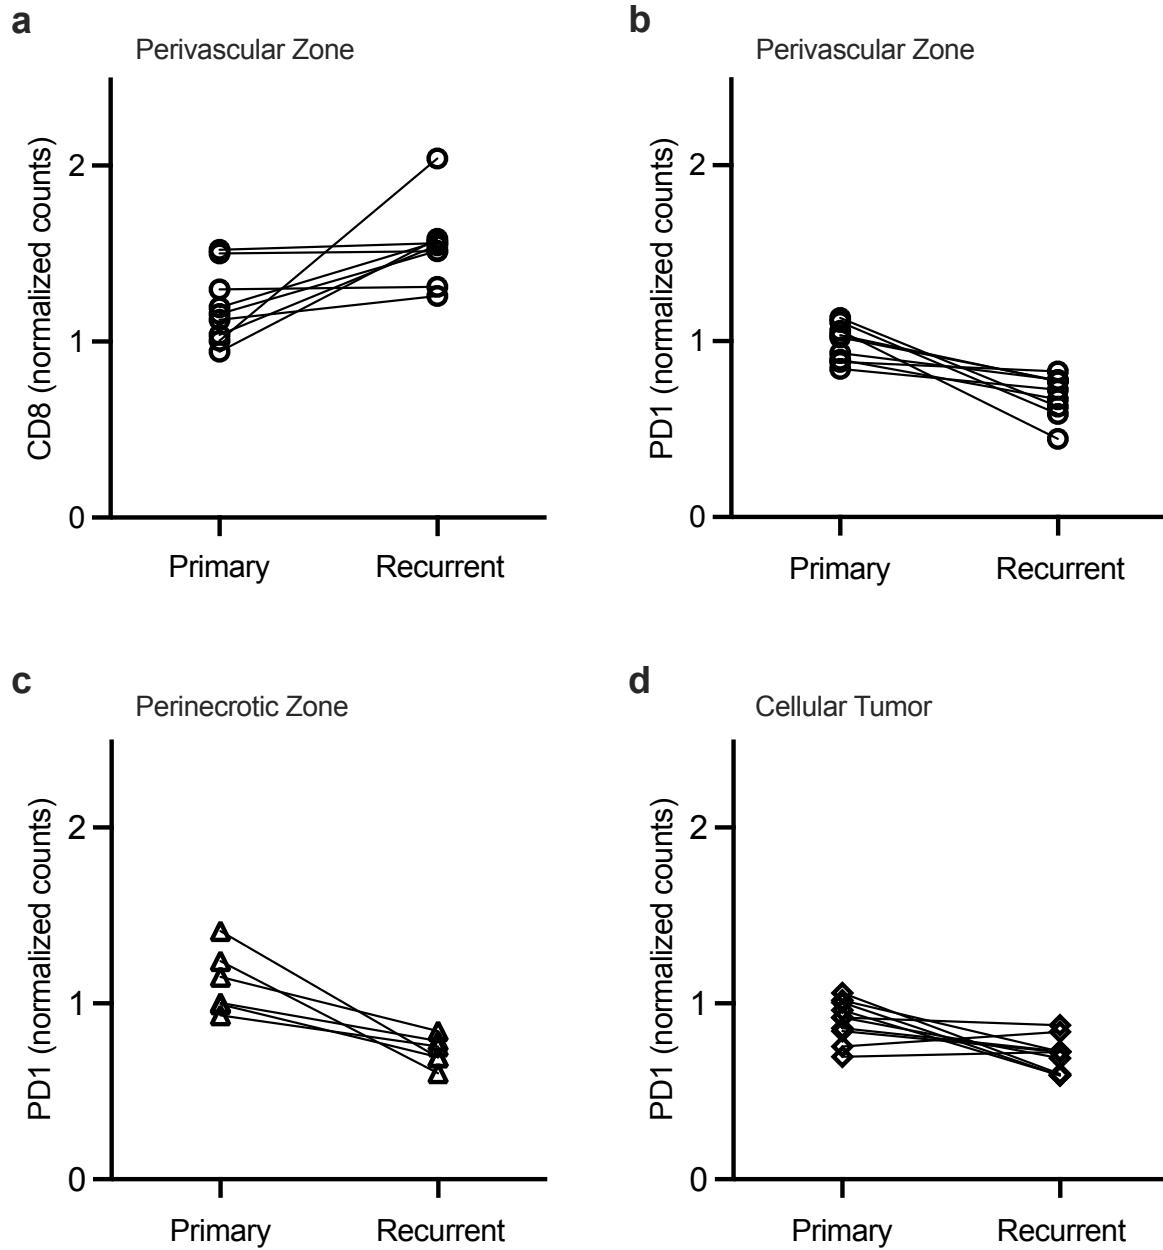 a
Perivascular Zone
CD8 (normalized counts)
2
1
0
Primary
Recurrent
b
Perivascular Zone
PD1 (normalized counts)
2
1
0
Primary
Recurrent
c
Perinecrotic Zone
PD1 (normalized counts)
2
1
0
Primary
Recurrent
d
Cellular Tumor
PD1 (normalized counts)
2
1
0
Primary
Recurrent